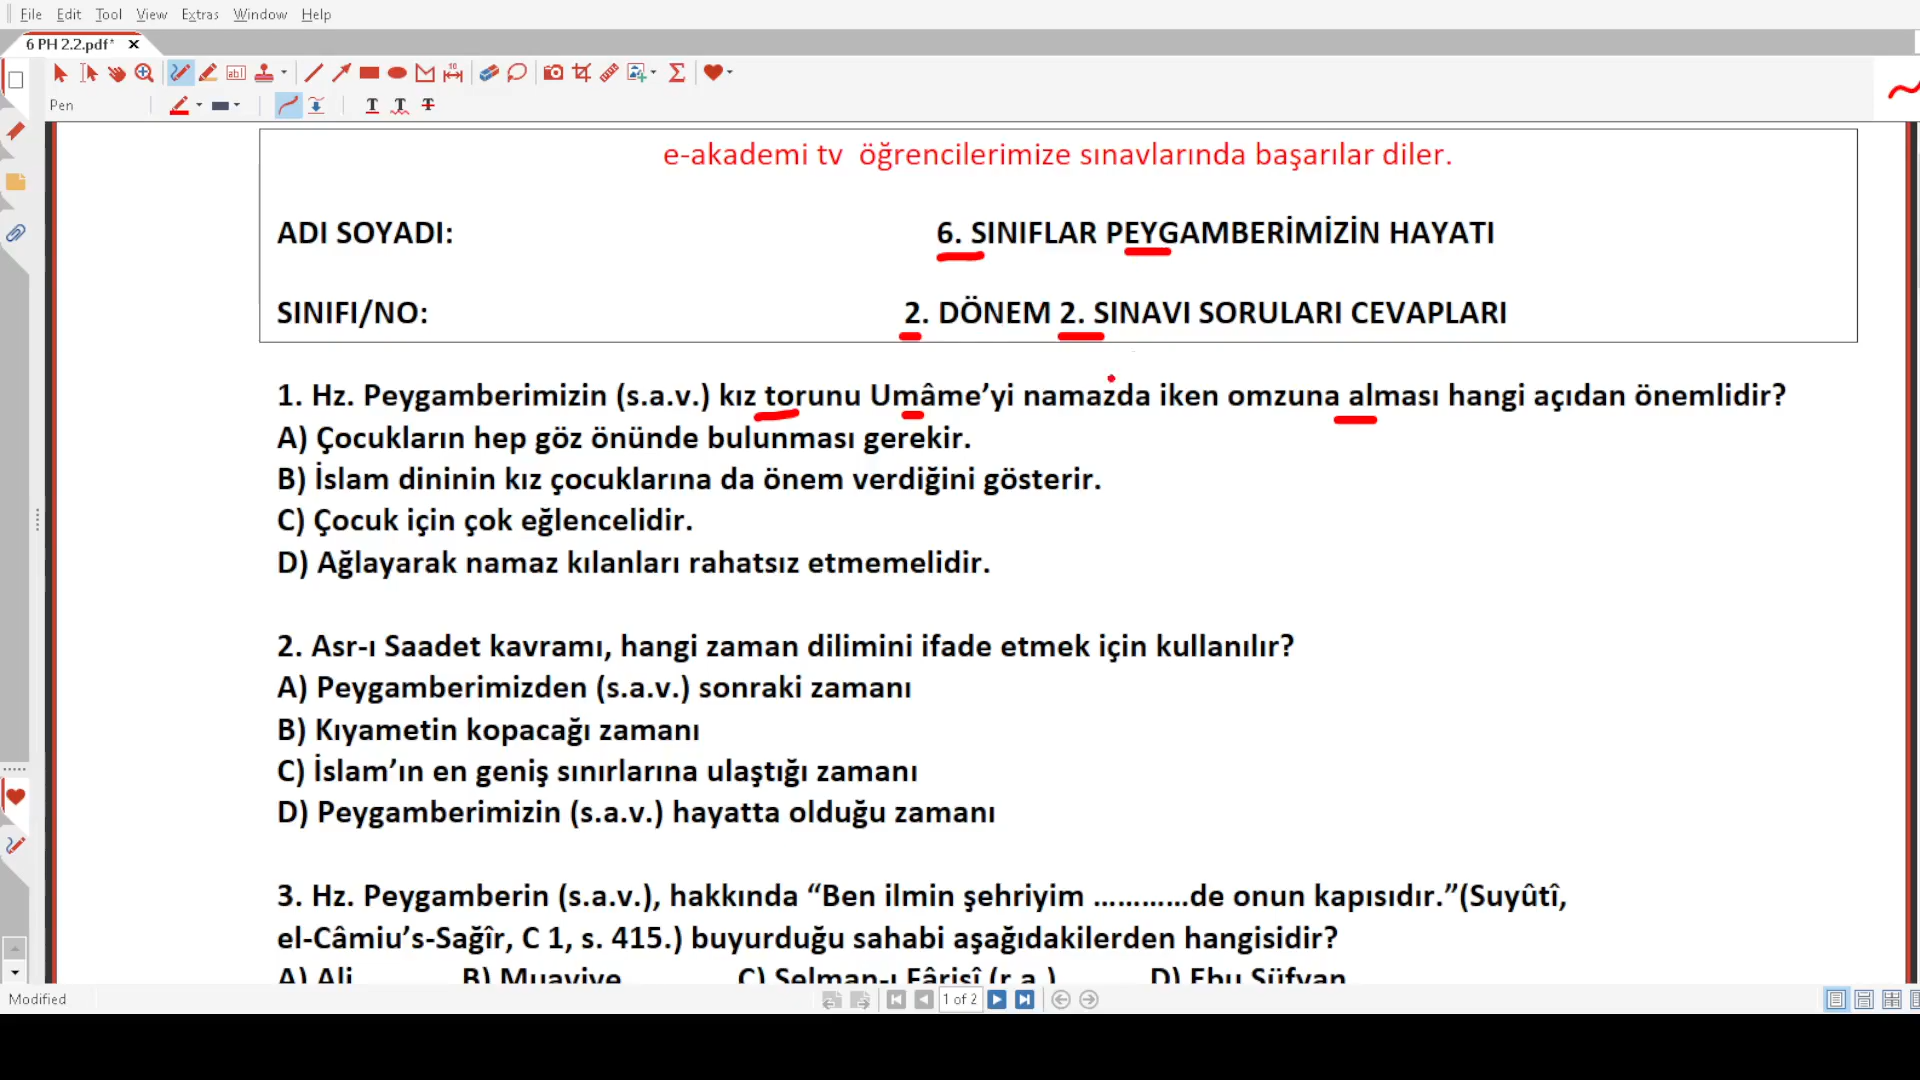 File Edit Tool View Extras Window Help
6 PH 2.2.pdf*
Pen
e-akademi tv öğrencilerimize sınavlarında başarılar diler.
ADI SOYADI: 6. SINIFLAR PEYGAMBERİMİZİN HAYATI
SINIFI/NO: 2. DÖNEM 2. SINAVI SORULARI CEVAPLARI
1. Hz. Peygamberimizin (s.a.v.) kız torunu Umâme’yi namazda iken omzuna alması hangi açıdan önemlidir?
A) Çocukların hep göz önünde bulunması gerekir.
B) İslam dininin kız çocuklarına da önem verdiğini gösterir.
C) Çocuk için çok eğlencelidir.
D) Ağlayarak namaz kılanları rahatsız etmemelidir.
2. Asr-ı Saadet kavramı, hangi zaman dilimini ifade etmek için kullanılır?
A) Peygamberimizden (s.a.v.) sonraki zamanı
B) Kıyametin kopacağı zamanı
C) İslam’ın en geniş sınırlarına ulaştığı zamanı
D) Peygamberimizin (s.a.v.) hayatta olduğu zamanı
3. Hz. Peygamberin (s.a.v.), hakkında “Ben ilmin şehriyim …………de onun kapısıdır.”(Suyûtî,
el-Câmiu’s-Sağîr, C 1, s. 415.) buyurduğu sahabi aşağıdakilerden hangisidir?
A) Ali B) Muaviye C) Selman-ı Fârisî (r.a.) D) Ebu Süfyan
Modified 1 of 2